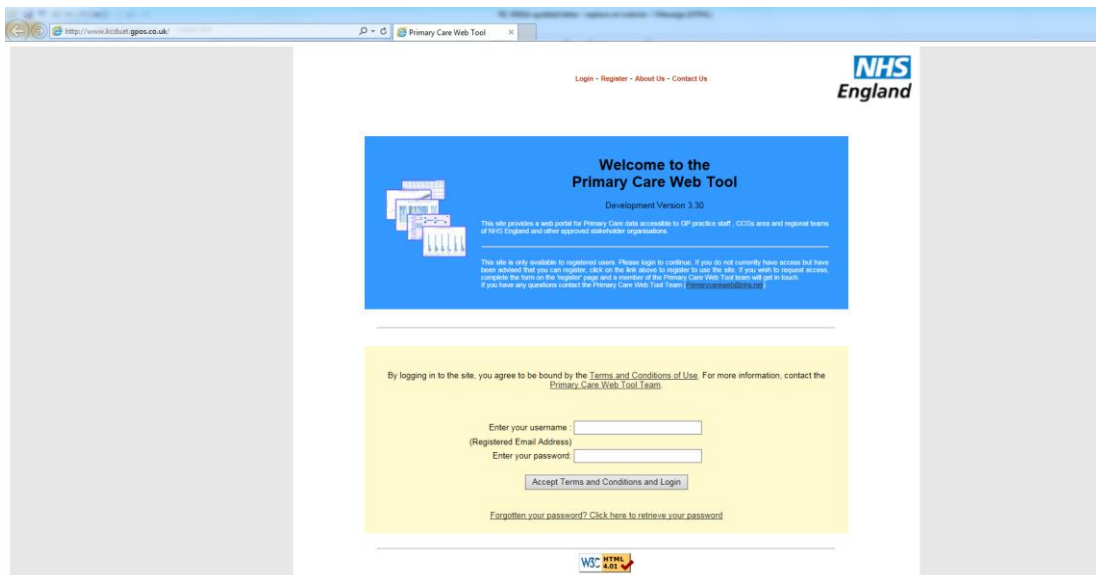 http://www.kcduat.gpos.co.uk/
Primary Care Web Tool
Login - Register - About Us - Contact Us
NHS
England
Welcome to the
Primary Care Web Tool
Development Version 3.30
This site provides a web portal for Primary Care data accessible to GP practice staff , CCGs area and regional teams
of NHS England and other approved stakeholder organisations.
This site is only available to registered users. Please login to continue. If you do not currently have access but have
been advised that you can register, click on the link above to register to use the site. If you wish to request access,
complete the form on the 'register' page and a member of the Primary Care Web Tool team will get in touch.
If you have any questions contact the Primary Care Web Tool Team (Primarycareweb@nhs.net)
By logging in to the site, you agree to be bound by the Terms and Conditions of Use. For more information, contact the
Primary Care Web Tool Team.
Enter your username :
(Registered Email Address)
Enter your password:
Accept Terms and Conditions and Login
Forgotten your password? Click here to retrieve your password
W3C HTML 4.01